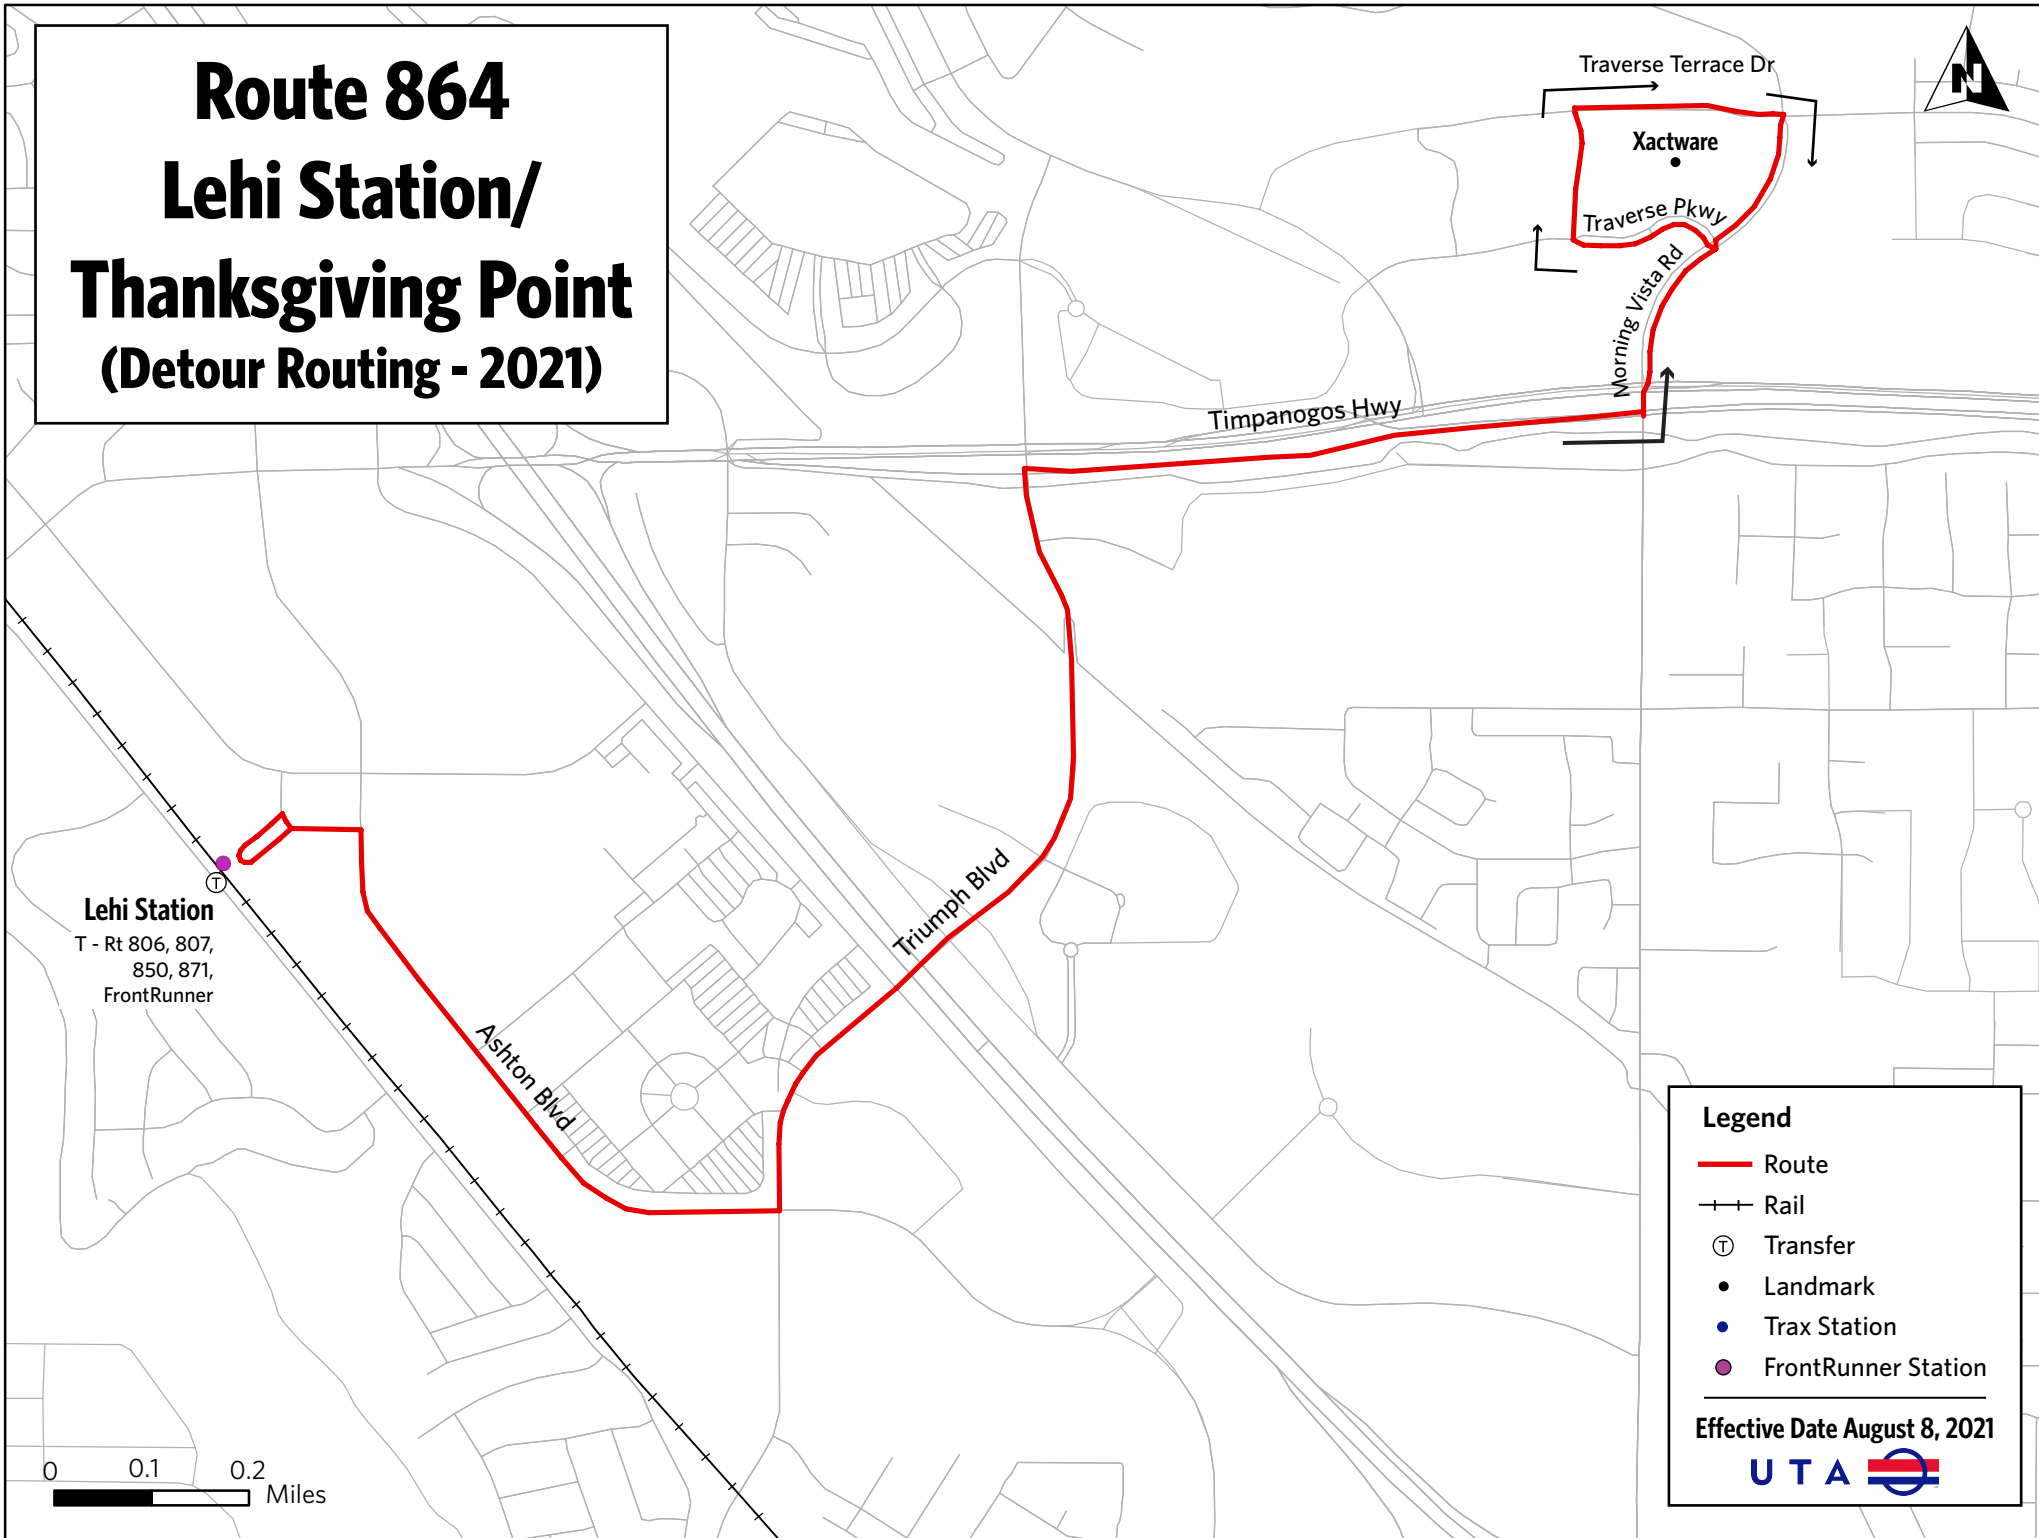 Route 864
Lehi Station/
Thanksgiving Point
(Detour Routing - 2021)
Traverse Terrace Dr
N
Xactware
Traverse Pkwy
Morning Vista Rd
Timpanogos Hwy
Triumph Blvd
Ashton Blvd
T
Lehi Station
T - Rt 806, 807,
850, 871,
FrontRunner
0 0.1 0.2
Miles
Legend
Route
Rail
T Transfer
Landmark
Trax Station
FrontRunner Station
Effective Date August 8, 2021
U T A